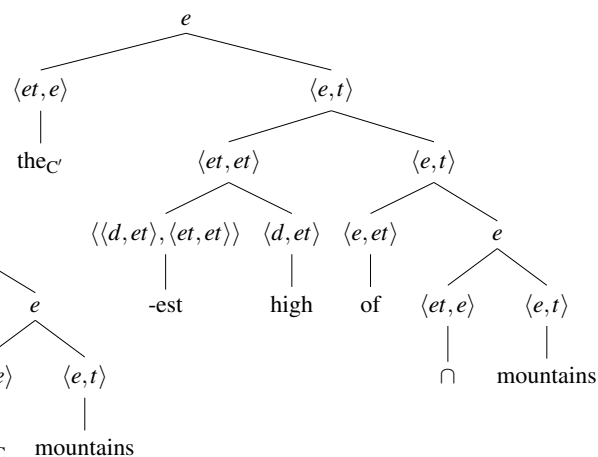 e
⟨et, e⟩ ⟨e, t⟩
the_C′ ⟨et, et⟩ ⟨e, t⟩
⟨⟨d, et⟩, ⟨et, et⟩⟩ ⟨d, et⟩ ⟨e, et⟩ e
e -est high of ⟨et, e⟩ ⟨e, t⟩
e⟩ ⟨e, t⟩ ∩ mountains
mountains